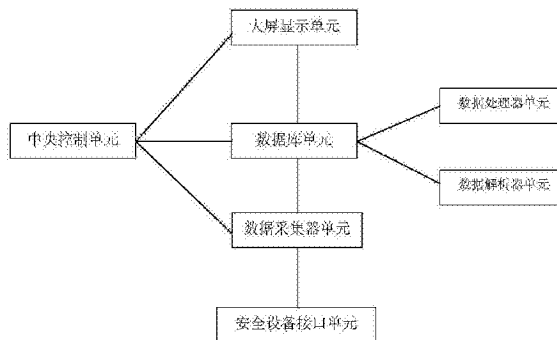 大屏显示单元
数据处理器单元
中央控制单元
数据库单元
数据解析器单元
数据采集器单元
安全设备接口单元